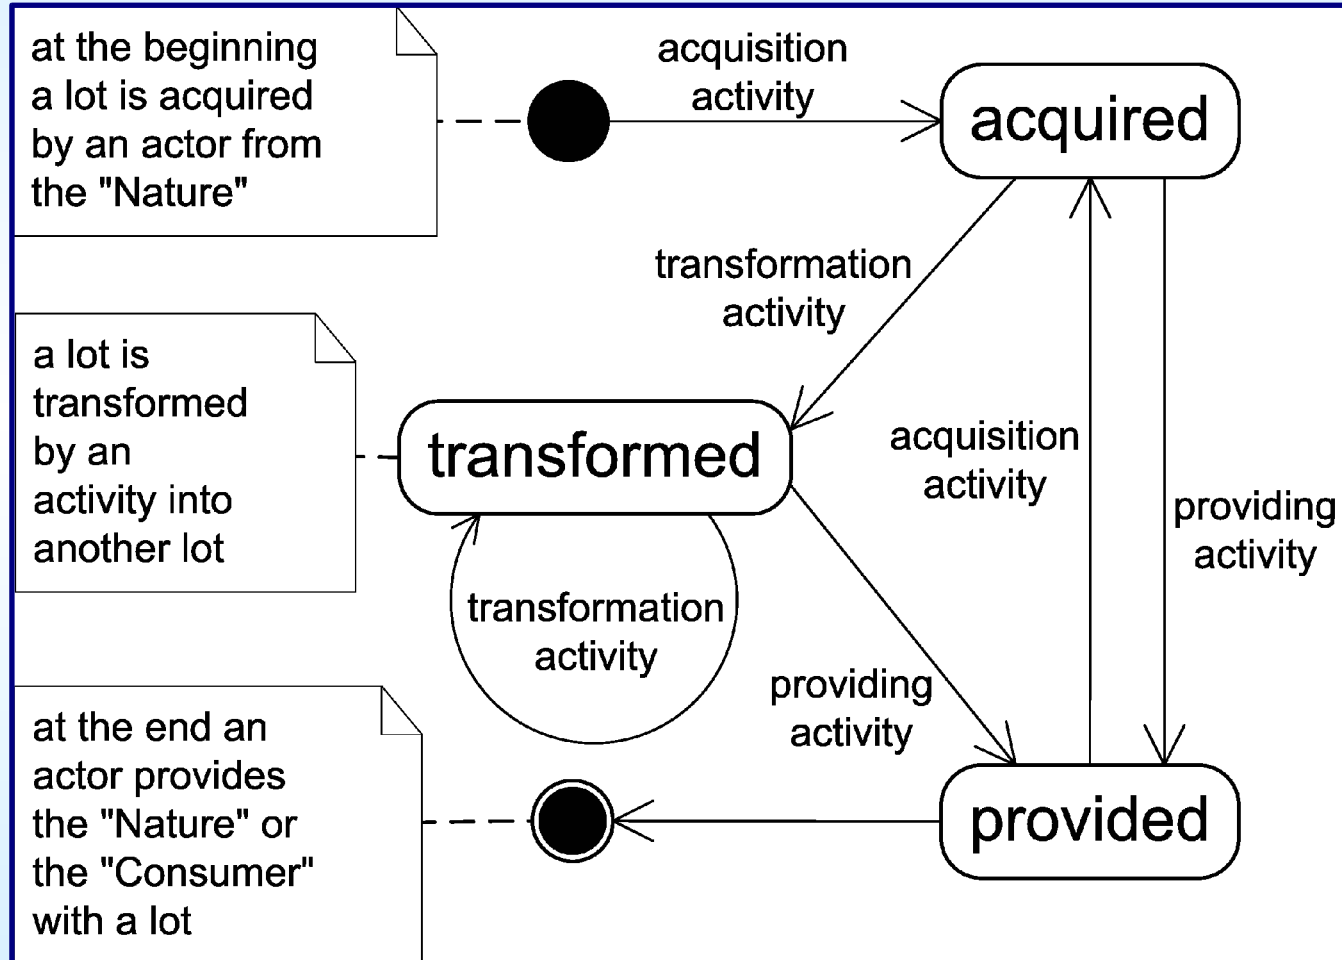 at the beginning
a lot is acquired
by an actor from
the "Nature"
acquisition
activity
acquired
transformation
activity
a lot is
transformed
by an
activity into
another lot
transformed
acquisition
activity
providing
activity
transformation
activity
providing
activity
at the end an
actor provides
the "Nature" or
the "Consumer"
with a lot
provided